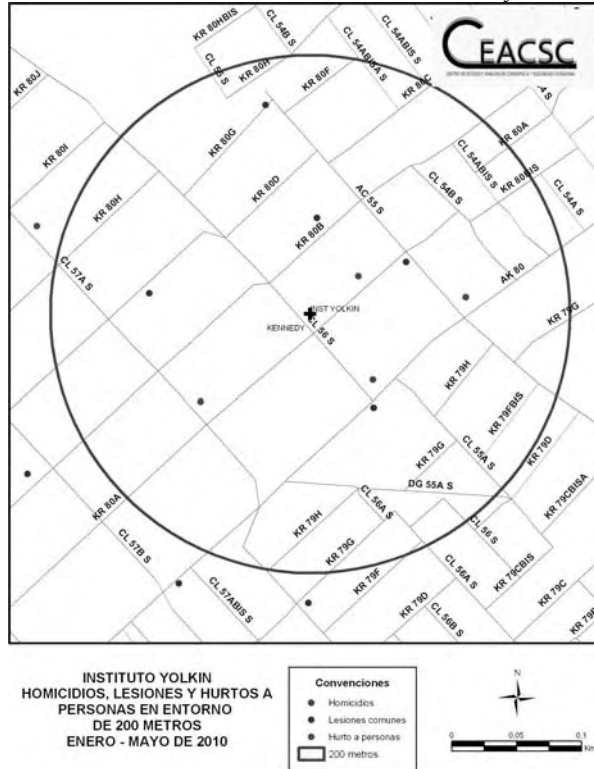 KR 80HBIS
CL 54B S
CL 55 S
KR 80H
CL 54ABISA S
CL 54ABIS S
CEACSC
KR 80J
KR 80F
KR 80C
KR 80I
KR 80G
KR 80A
CL 54ABIS S
KR 80BIS
KR 80H
KR 80D
AC 55 S
CL 54B S
CL 54A S
KR 80B
CL 57A S
AK 80
INST YOLKIN
KENNEDY
CL 56 S
KR 79G
KR 79H
KR 79FBIS
KR 79D
KR 79G
CL 55A S
KR 80A
DG 55A S
KR 79CBISA
CL 56A S
KR 79H
CL 56 S
KR 79G
CL 57B S
KR 79CBIS
KR 79F
CL 56A S
CL 57ABIS S
KR 79D
KR 79C
CL 56B S
INSTITUTO YOLKIN
HOMICIDIOS, LESIONES Y HURTOS A
PERSONAS EN ENTORNO
DE 200 METROS
ENERO - MAYO DE 2010
Convenciones
Homicidios
Lesiones comunes
Hurto a personas
200 metros
N
0 0.05 0.1